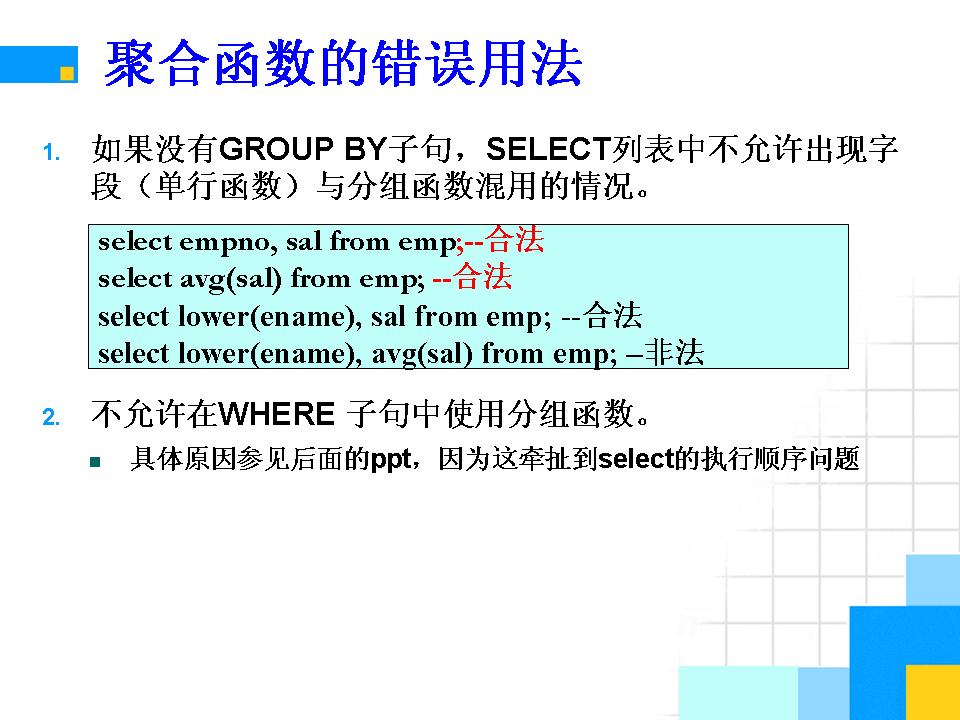 聚合函数的错误用法
1. 如果没有GROUP BY子句，SELECT列表中不允许出现字
段（单行函数）与分组函数混用的情况。
select empno, sal from emp;--合法
select avg(sal) from emp; --合法
select lower(ename), sal from emp; --合法
select lower(ename), avg(sal) from emp; –非法
2. 不允许在WHERE 子句中使用分组函数。
具体原因参见后面的ppt，因为这牵扯到select的执行顺序问题